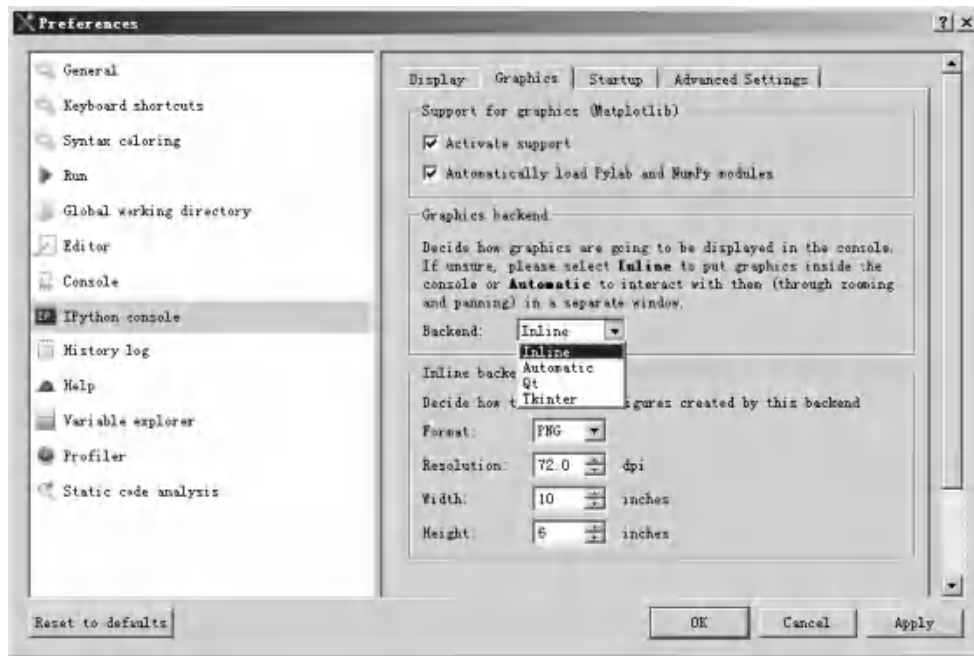 Preferences
General
Keyboard shortcuts
Syntax coloring
Run
Global working directory
Editor
Console
IPython console
History log
Help
Variable explorer
Profiler
Static code analysis
Display Graphics Startup Advanced Settings
Support for graphics (Matplotlib)
Activate support
Automatically load Pylab and NumPy modules
Graphics backend
Decide how graphics are going to be displayed in the console.
If unsure, please select Inline to put graphics inside the
console or Automatic to interact with them (through zooming
and panning) in a separate window.
Backend: Inline
Inline
Automatic
Qt
Tkinter
Inline backe
Decide how t igures created by this backend
Format: PNG
Resolution: 72.0 dpi
Width: 10 inches
Height: 6 inches
Reset to defaults OK Cancel Apply